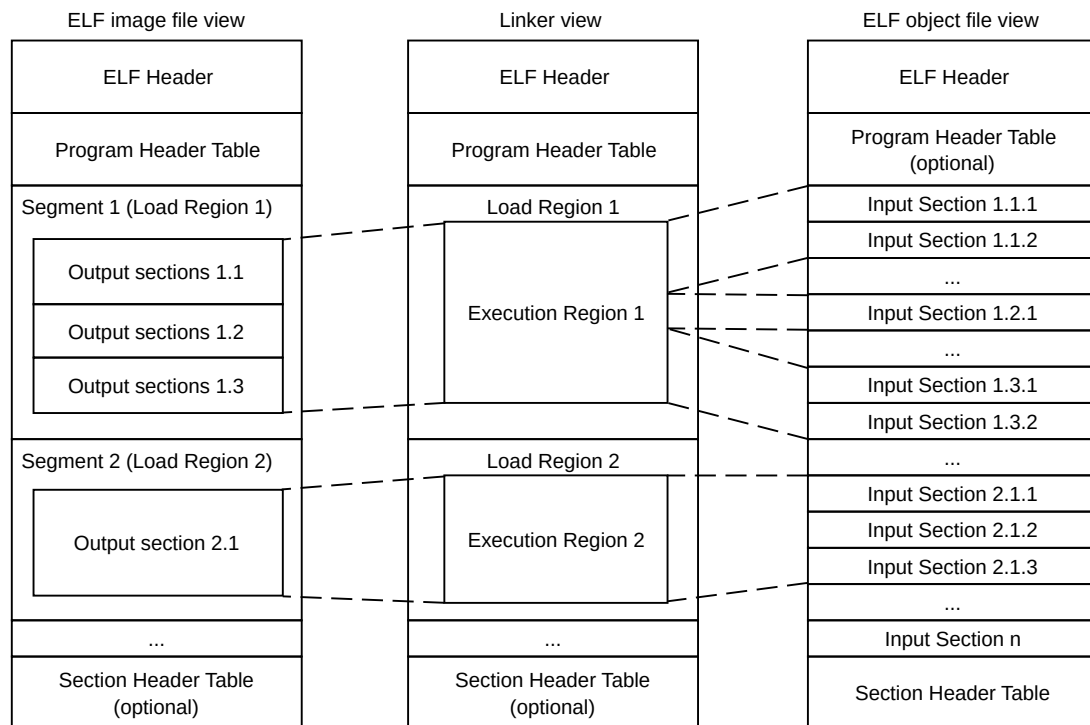 ELF image file view
ELF Header
Program Header Table
Segment 1 (Load Region 1)
Output sections 1.1
Output sections 1.2
Output sections 1.3
Segment 2 (Load Region 2)
Output section 2.1
...
Section Header Table
(optional)
Linker view
ELF Header
Program Header Table
Load Region 1
Execution Region 1
Load Region 2
Execution Region 2
...
Section Header Table
(optional)
ELF object file view
ELF Header
Program Header Table
(optional)
Input Section 1.1.1
Input Section 1.1.2
...
Input Section 1.2.1
...
Input Section 1.3.1
Input Section 1.3.2
...
Input Section 2.1.1
Input Section 2.1.2
Input Section 2.1.3
...
Input Section n
Section Header Table